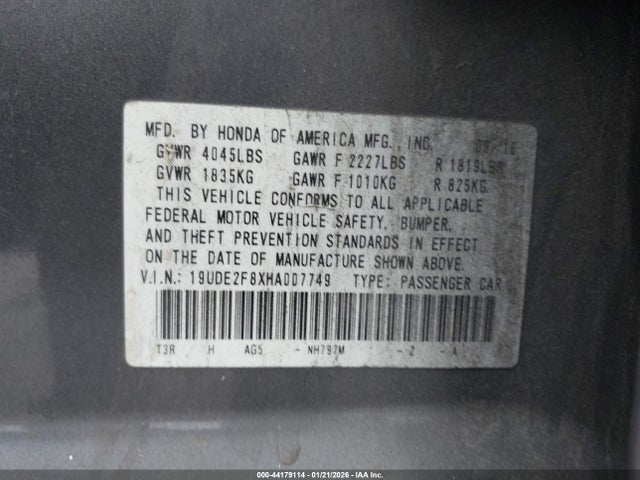 MFD. BY HONDA OF AMERICA MFG., INC. 09/16
GVWR 4045LBS GAWR F 2227LBS R 1819LBS
GVWR 1835KG GAWR F 1010KG R 825KG
THIS VEHICLE CONFORMS TO ALL APPLICABLE
FEDERAL MOTOR VEHICLE SAFETY, BUMPER,
AND THEFT PREVENTION STANDARDS IN EFFECT
ON THE DATE OF MANUFACTURE SHOWN ABOVE.
V.I.N.: 19UDE2F8XHA007749 TYPE: PASSENGER CAR
T3R H AG5 - NH797M - Z - A
000-44179114 | 01/21/2026 - IAA Inc.